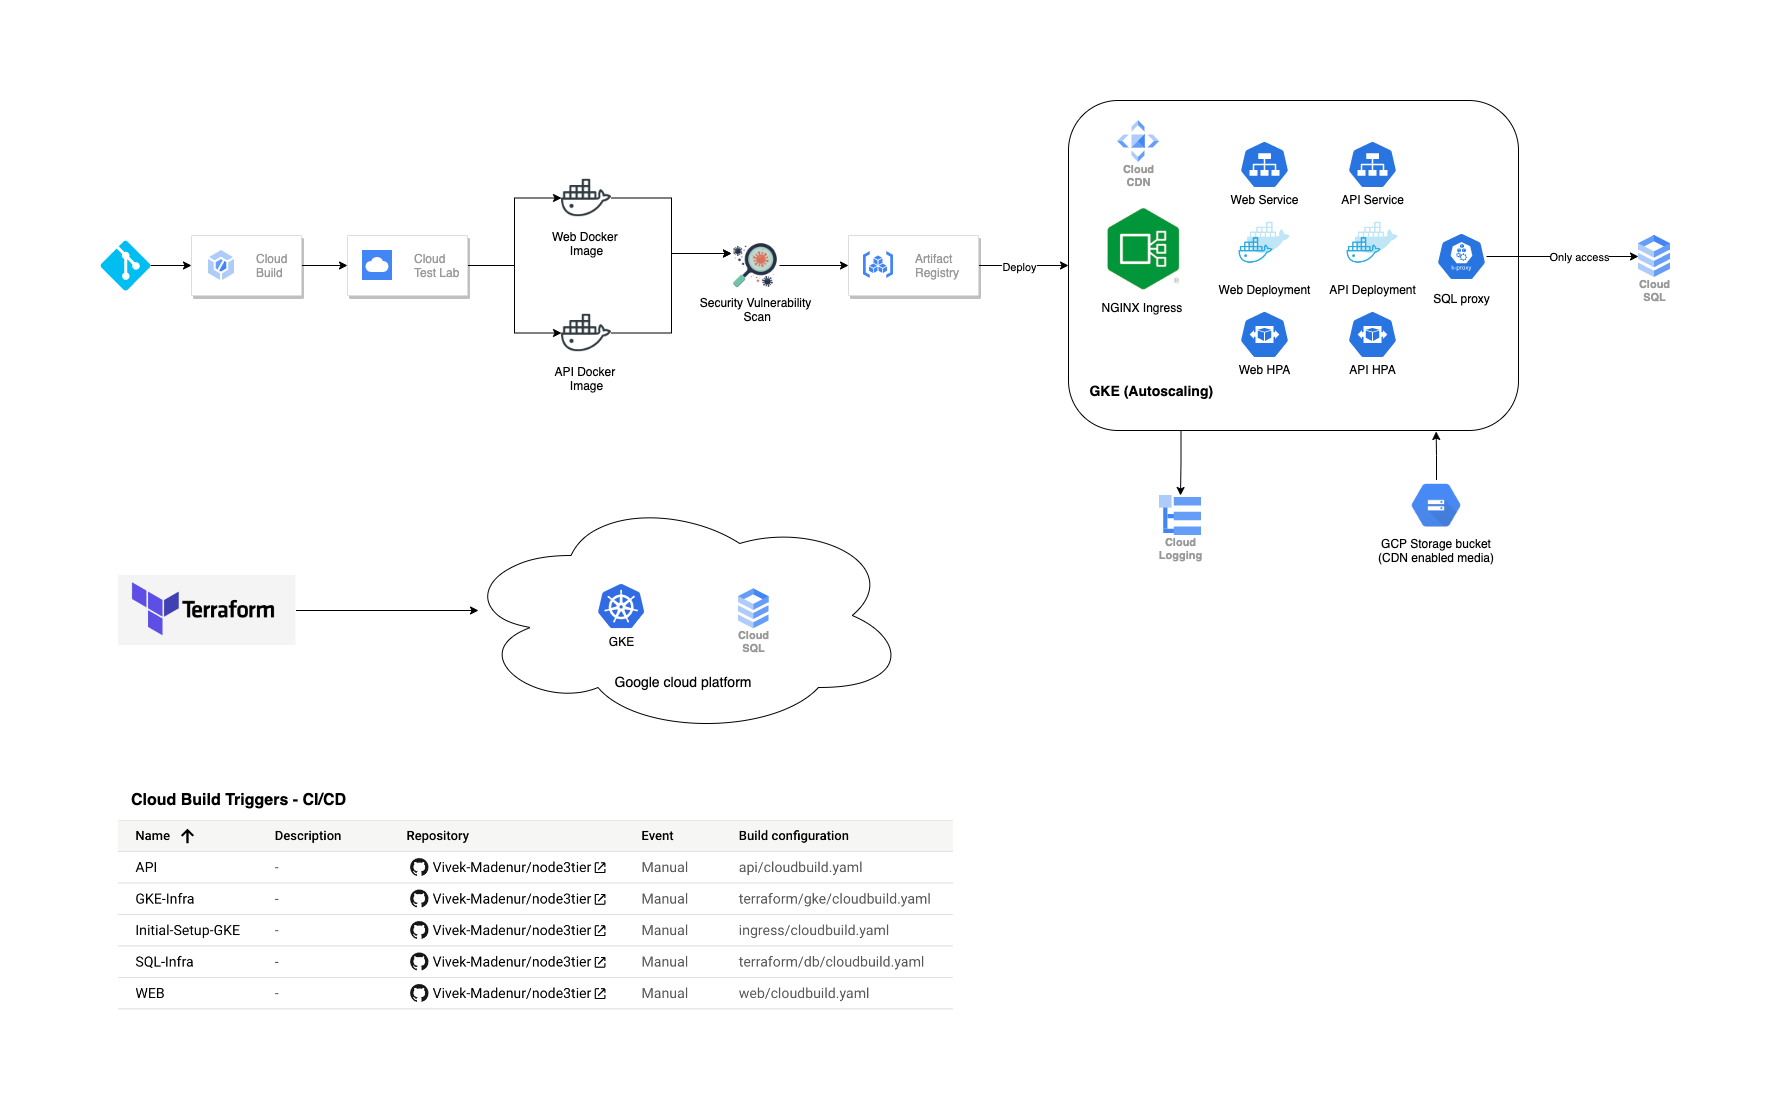 Cloud
Build
Cloud
Test Lab
Web Docker
Image
API Docker
Image
Security Vulnerability
Scan
Artifact
Registry
Deploy
Cloud
CDN
NGINX Ingress
Web Service
API Service
Web Deployment
API Deployment
Web HPA
API HPA
k-proxy
SQL proxy
GKE (Autoscaling)
Only access
Cloud
SQL
Cloud
Logging
GCP Storage bucket
(CDN enabled media)
Terraform
GKE
Cloud
SQL
Google cloud platform
Cloud Build Triggers - CI/CD
Name Description Repository Event Build configuration
API - Vivek-Madenur/node3tier Manual api/cloudbuild.yaml
GKE-Infra - Vivek-Madenur/node3tier Manual terraform/gke/cloudbuild.yaml
Initial-Setup-GKE - Vivek-Madenur/node3tier Manual ingress/cloudbuild.yaml
SQL-Infra - Vivek-Madenur/node3tier Manual terraform/db/cloudbuild.yaml
WEB - Vivek-Madenur/node3tier Manual web/cloudbuild.yaml